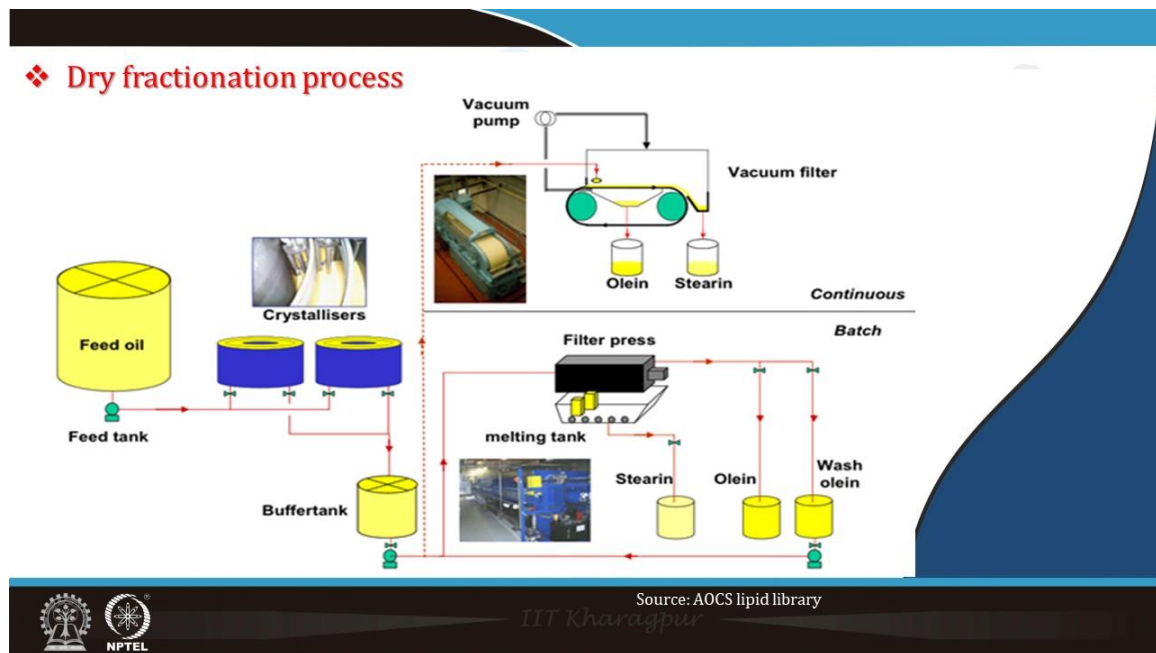 Dry fractionation process
Vacuum
pump
Vacuum filter
Olein
Stearin
Continuous
Crystallisers
Feed oil
Batch
Filter press
Feed tank
melting tank
Stearin
Olein
Wash
olein
Buffertank
Source: AOCS lipid library
IIT Kharagpur
NPTEL